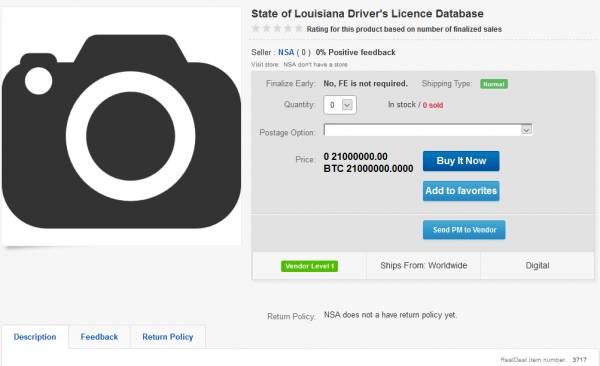 State of Louisiana Driver's Licence Database
Rating for this product based on number of finalized sales
Seller : NSA ( 0 ) 0% Positive feedback
Visit store: NSA don't have a store
Finalize Early: No, FE is not required. Shipping Type: Normal
Quantity: 0 In stock / 0 sold
Postage Option:
Price: 0 21000000.00 Buy It Now
BTC 21000000.0000
Add to favorites
Send PM to Vendor
Vendor Level 1 Ships From: Worldwide Digital
Return Policy: NSA does not a have return policy yet.
Description Feedback Return Policy
RealDeal item number: 3717